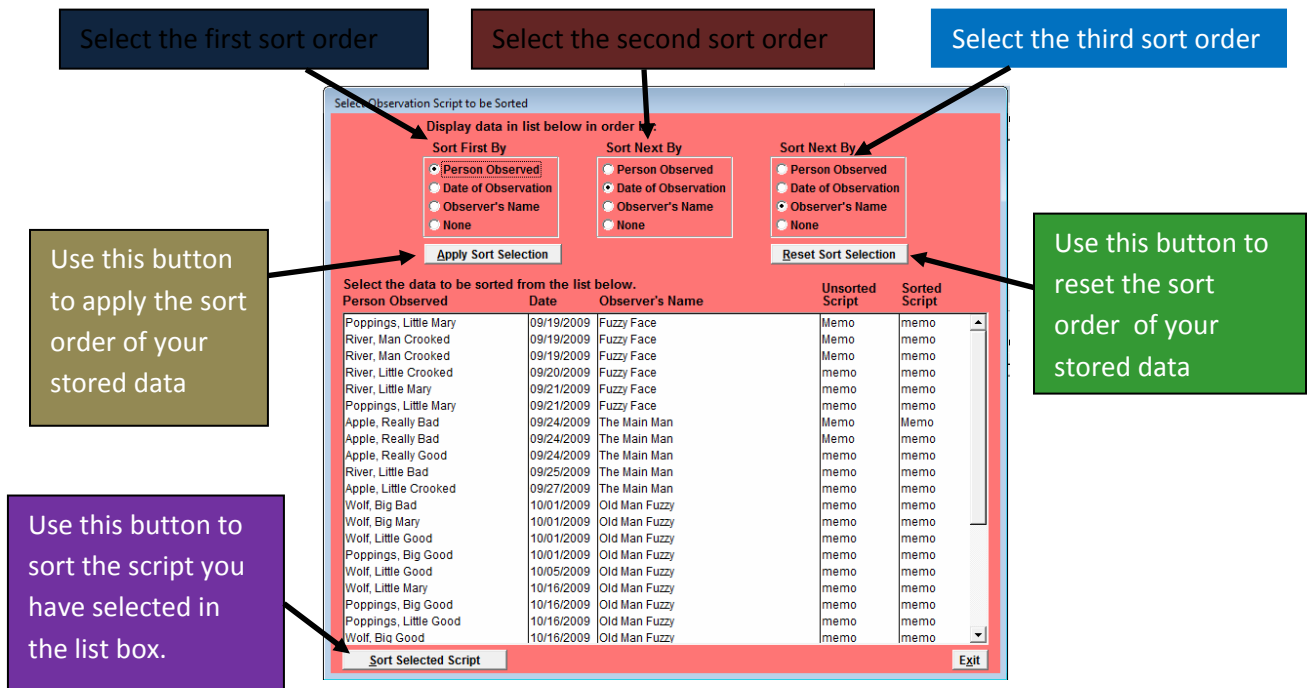 Select the first sort order
Select the second sort order
Select the third sort order
Select Observation Script to be Sorted
Display data in list below in order
Sort First By
Person Observed
Date of Observation
Observer's Name
None
Sort Next By
Person Observed
Date of Observation
Observer's Name
None
Sort Next By
Person Observed
Date of Observation
Observer's Name
None
Apply Sort Selection
Reset Sort Selection
Use this button
to apply the sort
order of your
stored data
Use this button to
reset the sort
order of your
stored data
Select the data to be sorted from the list below.
Person Observed Date Observer's Name Unsorted Script Sorted Script
Poppings, Little Mary 09/19/2009 Fuzzy Face Memo memo
River, Man Crooked 09/19/2009 Fuzzy Face Memo memo
River, Man Crooked 09/19/2009 Fuzzy Face Memo memo
River, Little Crooked 09/20/2009 Fuzzy Face memo memo
River, Little Mary 09/21/2009 Fuzzy Face memo memo
Poppings, Little Mary 09/21/2009 Fuzzy Face memo memo
Apple, Really Bad 09/24/2009 The Main Man Memo Memo
Apple, Really Bad 09/24/2009 The Main Man Memo memo
Apple, Really Good 09/24/2009 The Main Man memo memo
River, Little Bad 09/25/2009 The Main Man memo memo
Apple, Little Crooked 09/27/2009 The Main Man memo memo
Wolf, Big Bad 10/01/2009 Old Man Fuzzy memo memo
Wolf, Big Mary 10/01/2009 Old Man Fuzzy memo memo
Wolf, Little Good 10/01/2009 Old Man Fuzzy memo memo
Poppings, Big Good 10/01/2009 Old Man Fuzzy memo memo
Wolf, Little Good 10/05/2009 Old Man Fuzzy memo memo
Wolf, Little Mary 10/16/2009 Old Man Fuzzy memo memo
Poppings, Big Good 10/16/2009 Old Man Fuzzy memo memo
Poppings, Little Good 10/16/2009 Old Man Fuzzy memo memo
Wolf, Big Good 10/16/2009 Old Man Fuzzy memo memo
Use this button to
sort the script you
have selected in
the list box.
Sort Selected Script
Exit